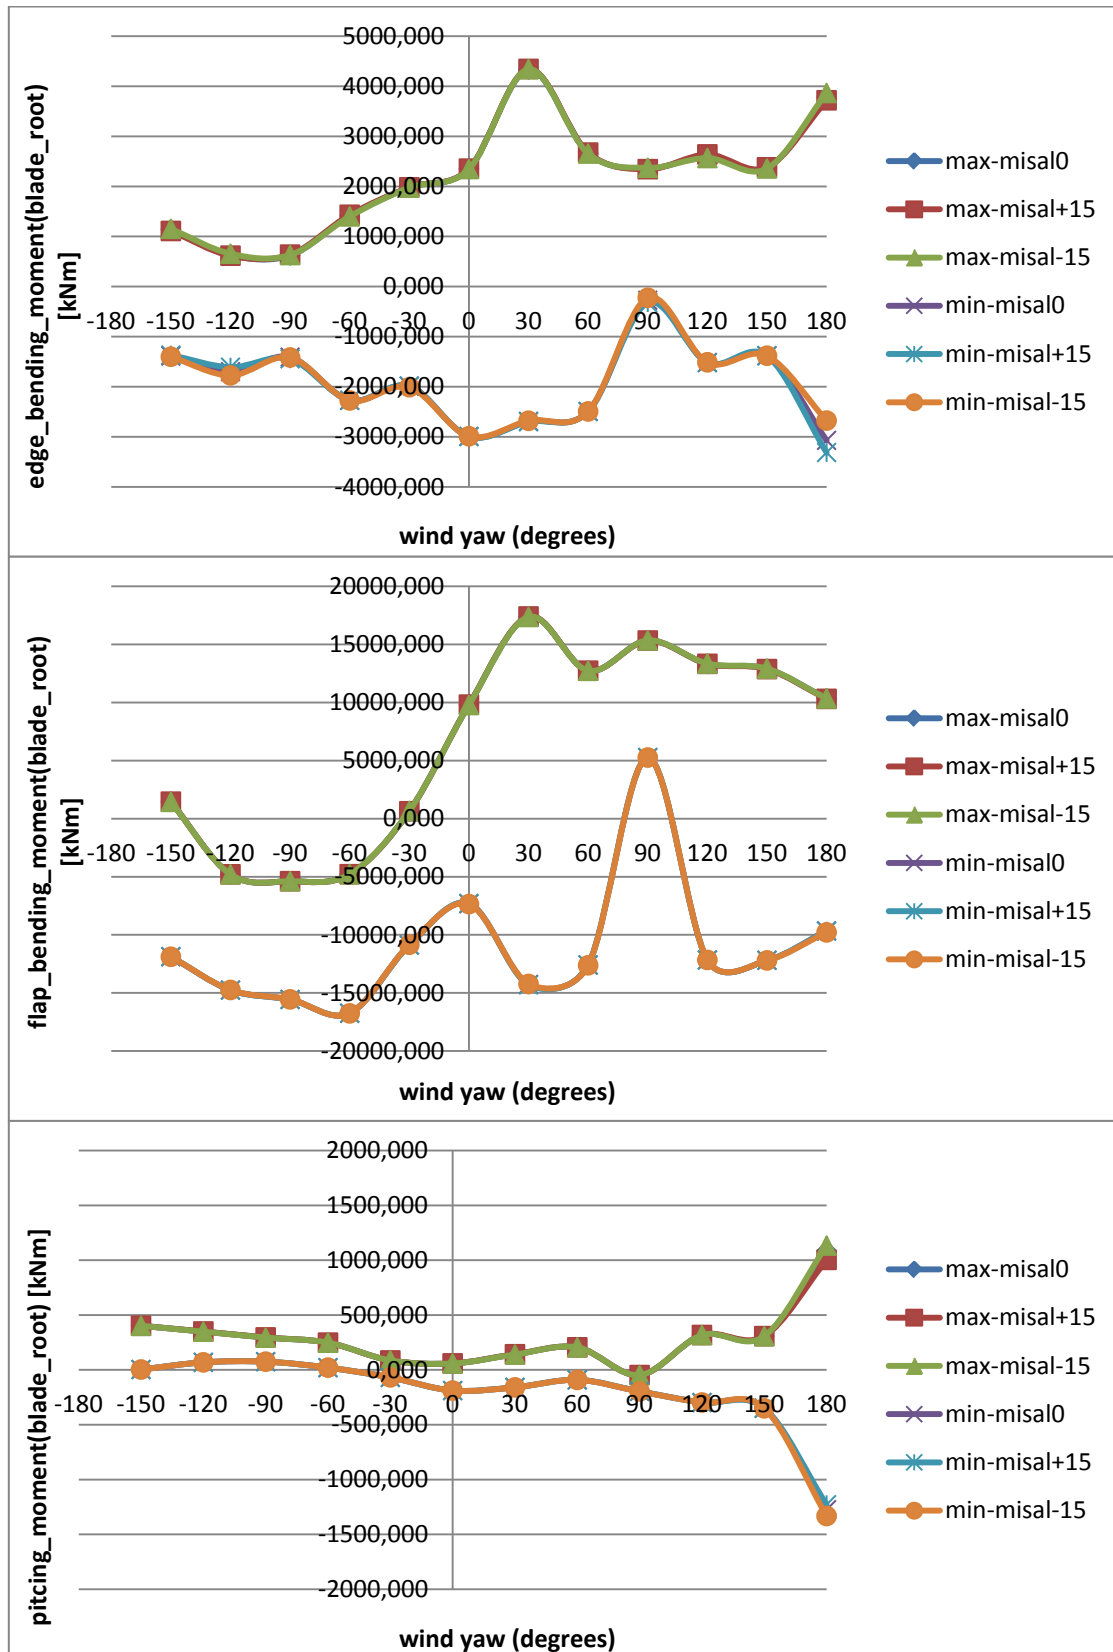 edge_bending_moment(blade_root)
[kNm]
5000,000
4000,000
3000,000
2000,000
1000,000
0,000
-180 -150 -120 -90 -60 -30 0 30 60 90 120 150 180
-1000,000
-2000,000
-3000,000
-4000,000
wind yaw (degrees)
max-misal0
max-misal+15
max-misal-15
min-misal0
min-misal+15
min-misal-15
flap_bending_moment(blade_root)
[kNm]
20000,000
15000,000
10000,000
5000,000
0,000
-180 -150 -120 -90 -60 -30 0 30 60 90 120 150 180
-5000,000
-10000,000
-15000,000
-20000,000
wind yaw (degrees)
max-misal0
max-misal+15
max-misal-15
min-misal0
min-misal+15
min-misal-15
pitcing_moment(blade_root) [kNm]
2000,000
1500,000
1000,000
500,000
0,000
-180 -150 -120 -90 -60 -30 0 30 60 90 120 150 180
-500,000
-1000,000
-1500,000
-2000,000
wind yaw (degrees)
max-misal0
max-misal+15
max-misal-15
min-misal0
min-misal+15
min-misal-15